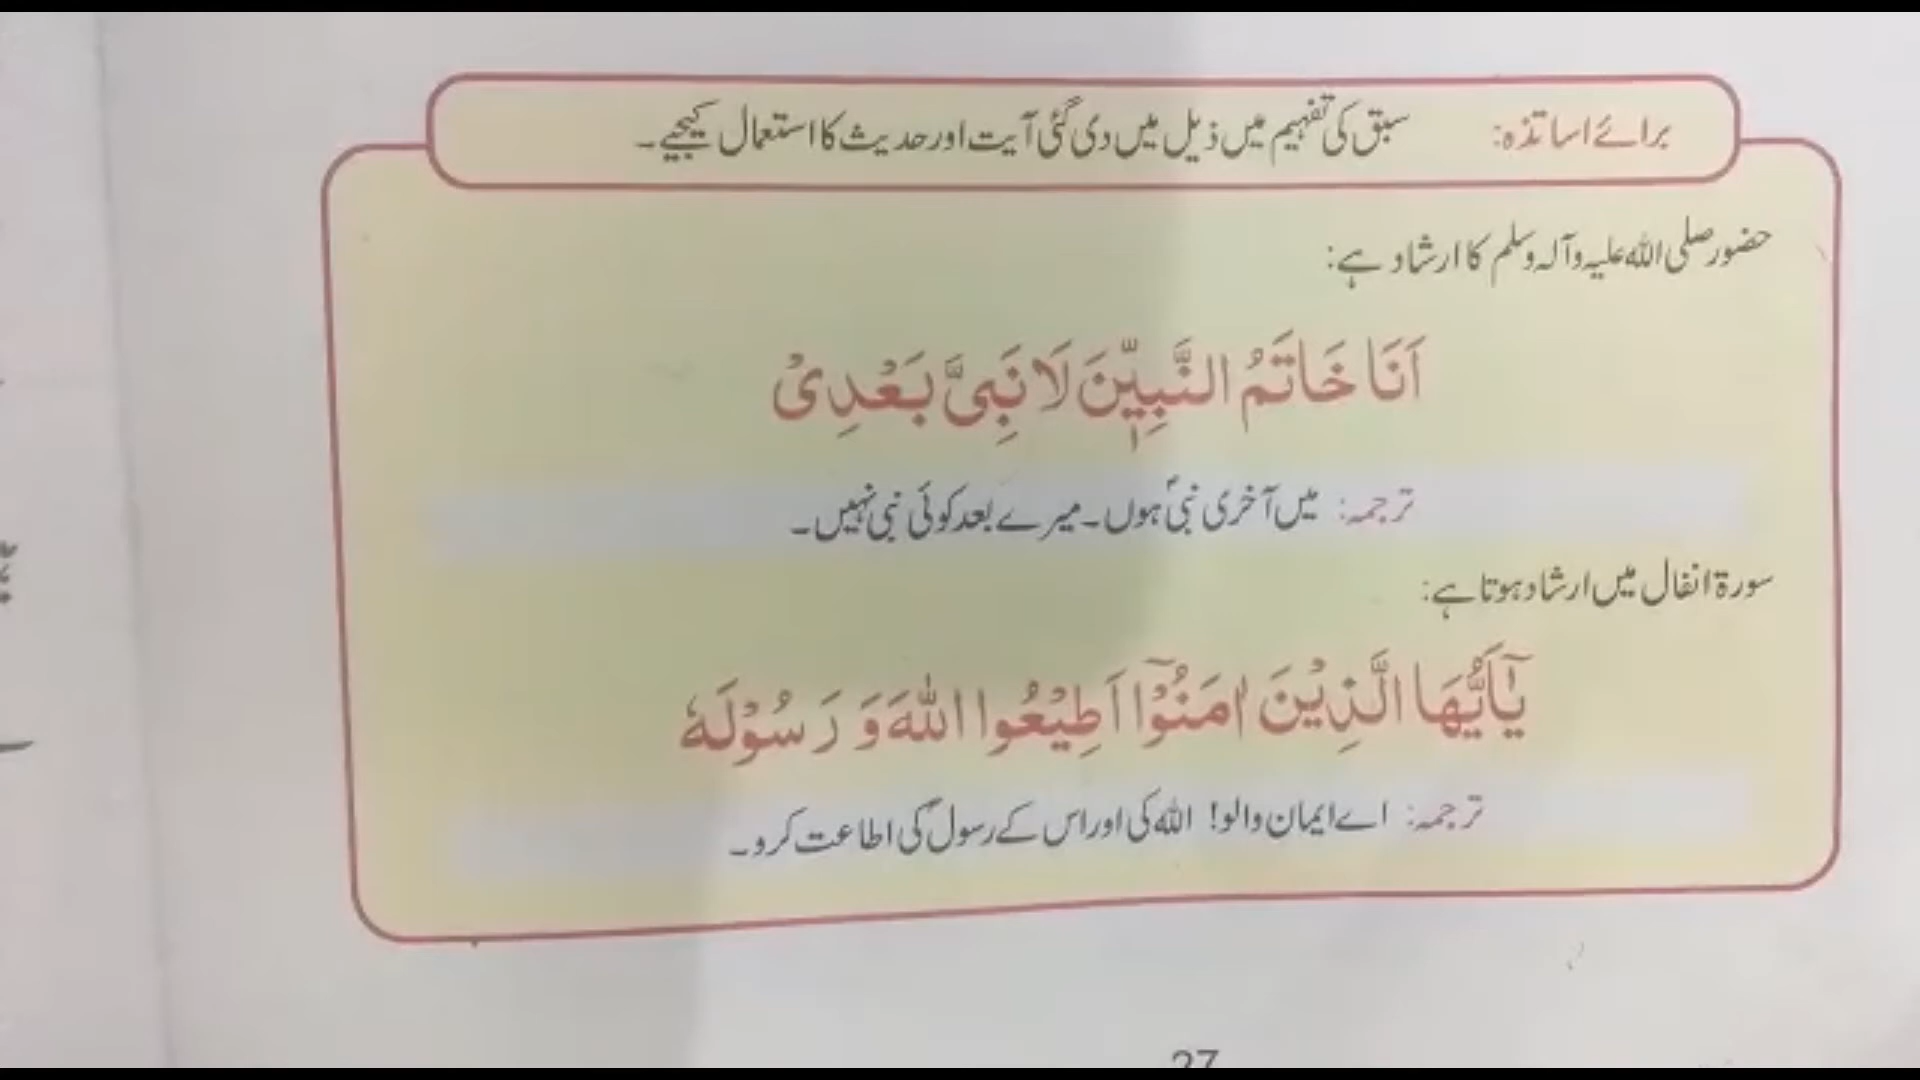 برائے اساتذہ: سبق کی تفہیم میں ذیل میں دی گئی آیت اور حدیث کا استعمال کیجیے۔
حضور صلی اللہ علیہ وآلہ وسلم کا ارشاد ہے:
اَنَا خَاتَمُ النَّبِیّٖنَ لَا نَبِیَّ بَعْدِیْ
ترجمہ: میں آخری نبیؐ ہوں۔ میرے بعد کوئی نبی نہیں۔
سورۃ انفال میں ارشاد ہوتا ہے:
یٰۤاَیُّهَا الَّذِیْنَ اٰمَنُوْۤا اَطِیْعُوا اللّٰهَ وَ رَسُوْلَهٗ
ترجمہ: اے ایمان والو! اللہ کی اور اس کے رسولؐ کی اطاعت کرو۔
27